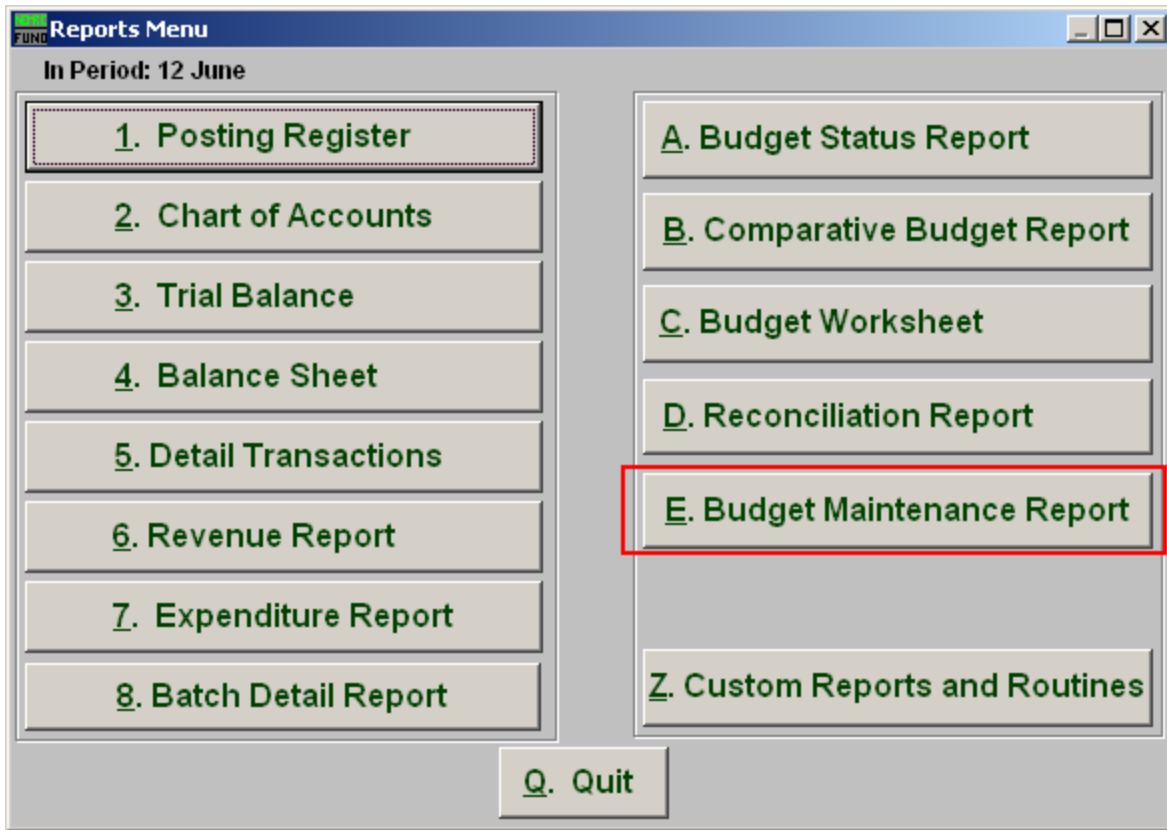 NEMRC
FUND
Reports Menu
In Period: 12 June
1. Posting Register
2. Chart of Accounts
3. Trial Balance
4. Balance Sheet
5. Detail Transactions
6. Revenue Report
7. Expenditure Report
8. Batch Detail Report
A. Budget Status Report
B. Comparative Budget Report
C. Budget Worksheet
D. Reconciliation Report
E. Budget Maintenance Report
Z. Custom Reports and Routines
Q. Quit